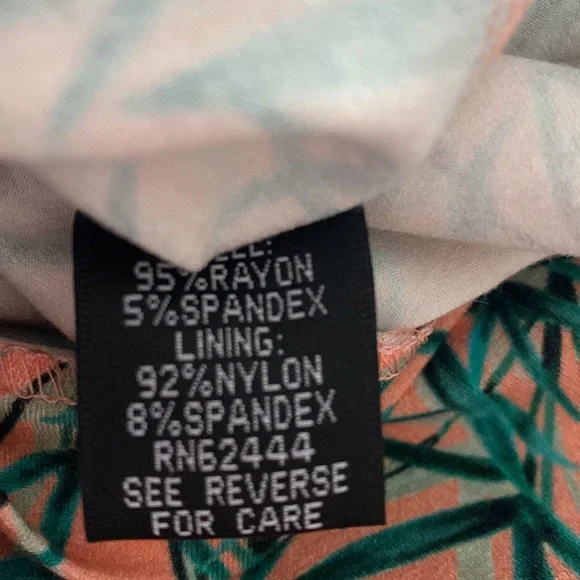 95%RAYON
5%SPANDEX
LINING:
92%NYLON
8%SPANDEX
RN62444
SEE REVERSE
FOR CARE